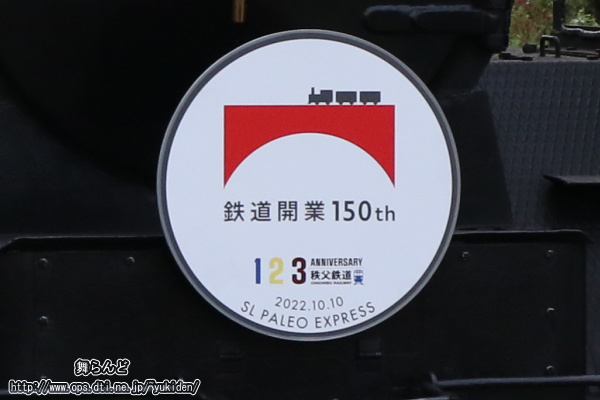 鉄道開業150th
123 ANNIVERSARY
秩父鉄道
CHICHIBU RAILWAY
2022.10.10
SL PALEO EXPRESS
舞らんど
http://www.ops.dti.ne.jp/~yukiden/